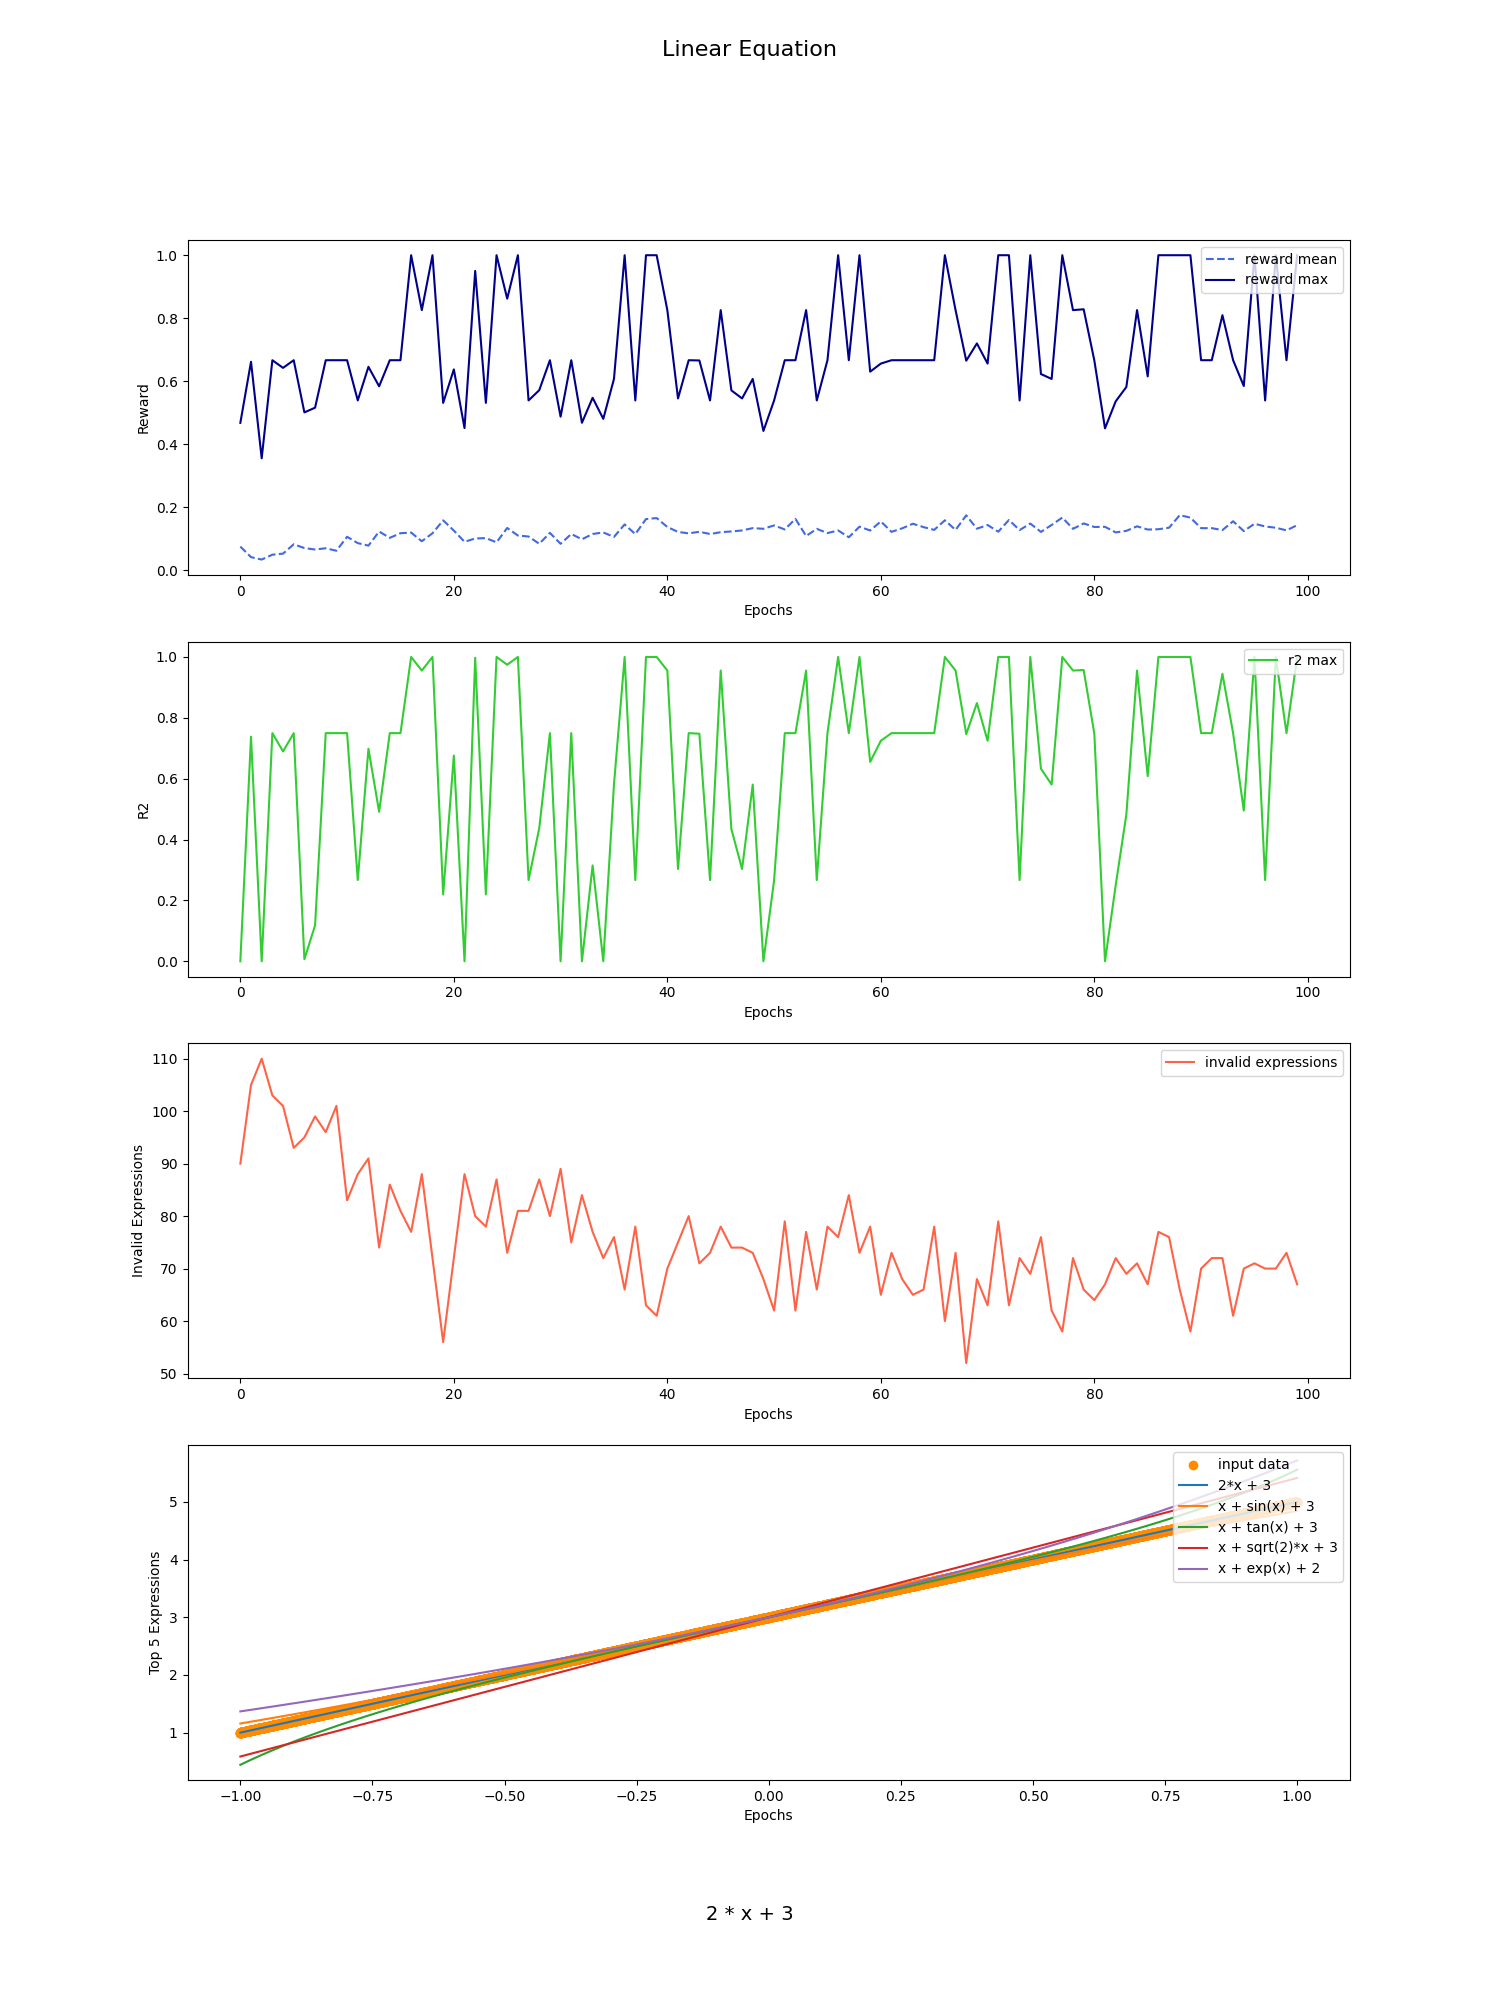 Linear Equation
1.0
0.8
0.6
0.4
0.2
0.0
Reward
reward mean
reward max
0 20 40 60 80 100
Epochs
1.0
0.8
0.6
0.4
0.2
0.0
R2
r2 max
0 20 40 60 80 100
Epochs
110
100
90
80
70
60
50
Invalid Expressions
invalid expressions
0 20 40 60 80 100
Epochs
5
4
3
2
1
Top 5 Expressions
input data
2*x + 3
x + sin(x) + 3
x + tan(x) + 3
x + sqrt(2)*x + 3
x + exp(x) + 2
−1.00 −0.75 −0.50 −0.25 0.00 0.25 0.50 0.75 1.00
Epochs
2 * x + 3